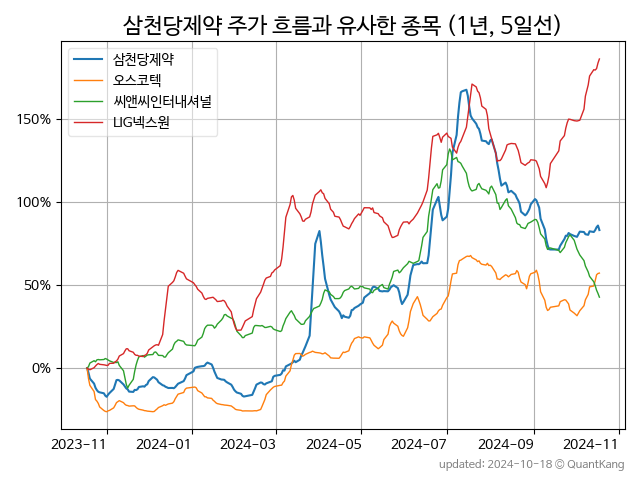 삼천당제약 주가 흐름과 유사한 종목 (1년, 5일선)
삼천당제약
오스코텍
씨앤씨인터내셔널
LIG넥스원
150%
100%
50%
0%
2023-11 2024-01 2024-03 2024-05 2024-07 2024-09 2024-11
updated: 2024-10-18 © QuantKang